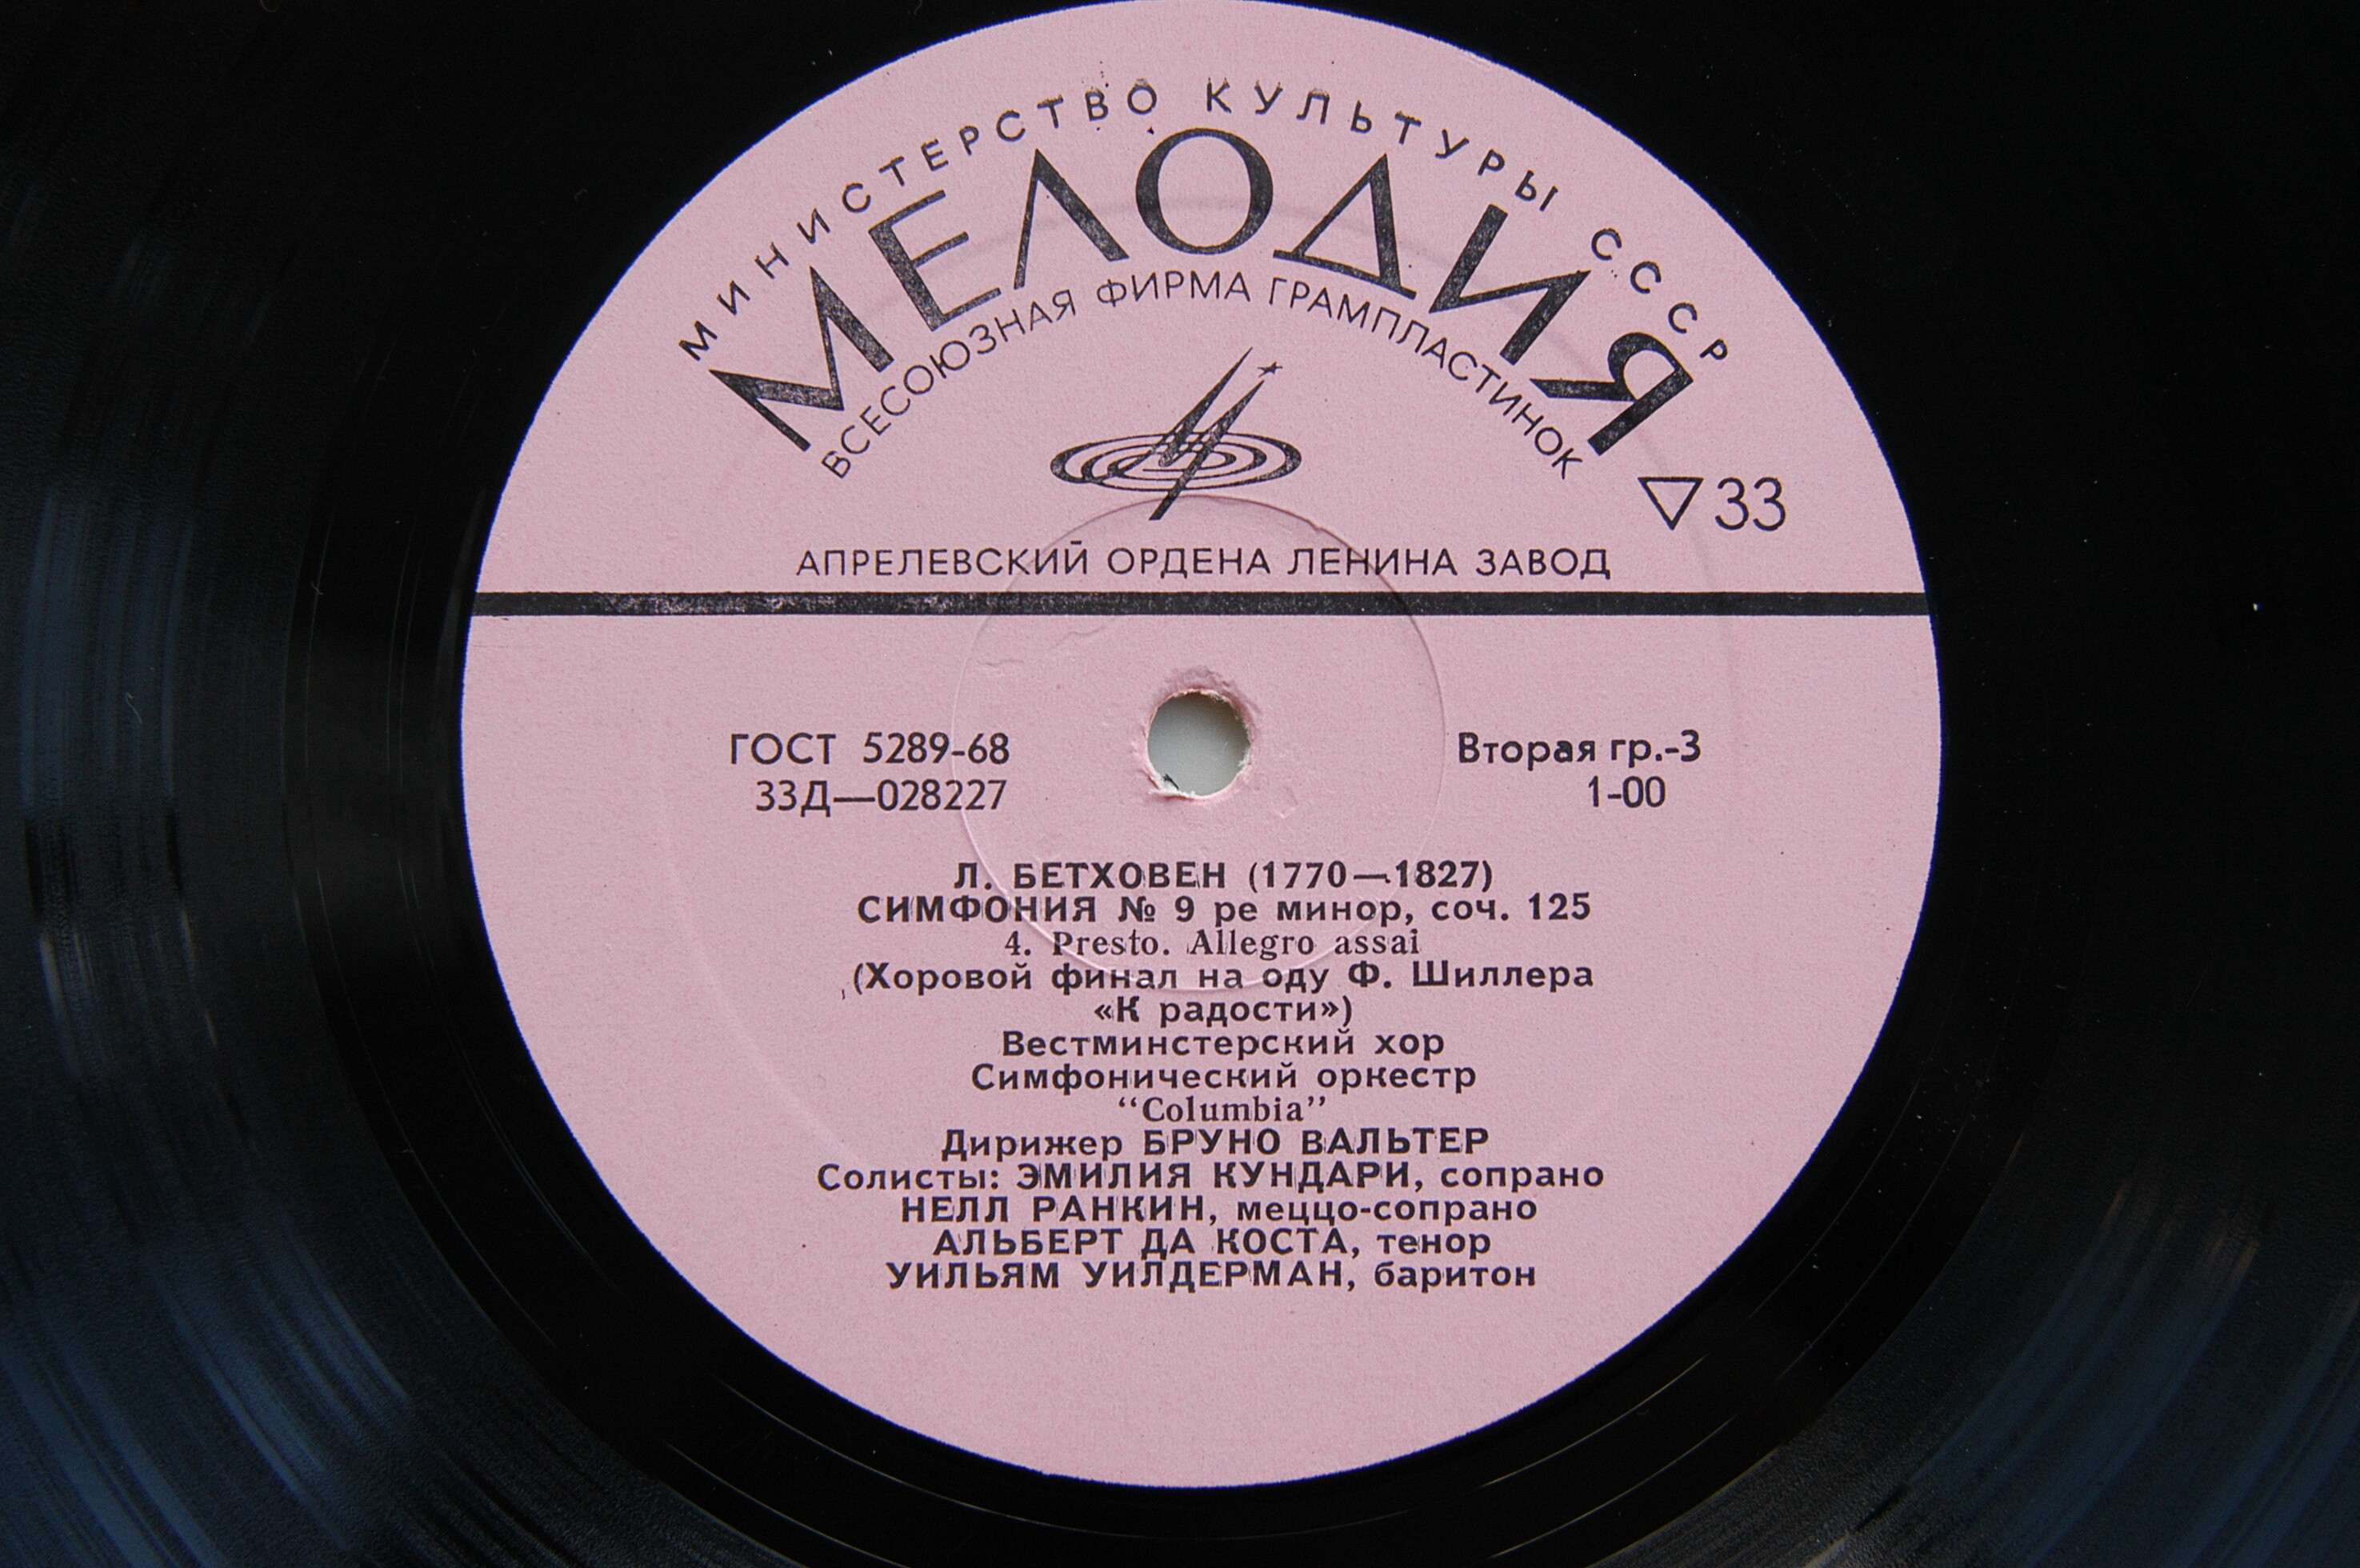 МИНИСТЕРСТВО КУЛЬТУРЫ СССР
МЕЛОДИЯ
ВСЕСОЮЗНАЯ ФИРМА ГРАМПЛАСТИНОК
▽33
АПРЕЛЕВСКИЙ ОРДЕНА ЛЕНИНА ЗАВОД
ГОСТ 5289-68
33Д—028227
Вторая гр.-3
1-00
Л. БЕТХОВЕН (1770—1827)
СИМФОНИЯ № 9 ре минор, соч. 125
4. Presto. Allegro assai
(Хоровой финал на оду Ф. Шиллера
«К радости»)
Вестминстерский хор
Симфонический оркестр
“Columbia”
Дирижер БРУНО ВАЛЬТЕР
Солисты: ЭМИЛИЯ КУНДАРИ, сопрано
НЕЛЛ РАНКИН, меццо-сопрано
АЛЬБЕРТ ДА КОСТА, тенор
УИЛЬЯМ УИЛДЕРМАН, баритон